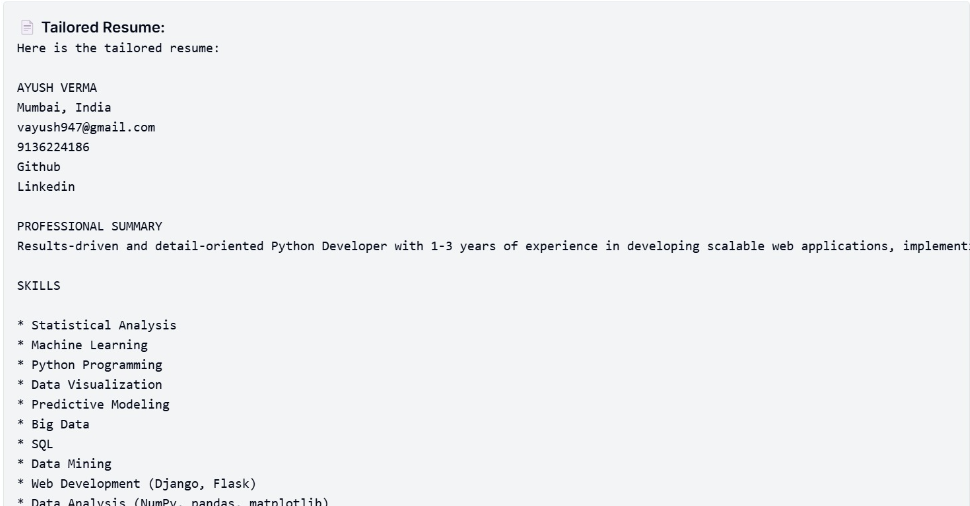 Tailored Resume:
Here is the tailored resume:
AYUSH VERMA
Mumbai, India
vayush947@gmail.com
9136224186
Github
Linkedin
PROFESSIONAL SUMMARY
Results-driven and detail-oriented Python Developer with 1-3 years of experience in developing scalable web applications, implementi
SKILLS
* Statistical Analysis
* Machine Learning
* Python Programming
* Data Visualization
* Predictive Modeling
* Big Data
* SQL
* Data Mining
* Web Development (Django, Flask)
* Data Analysis (NumPy, pandas, matplotlib)